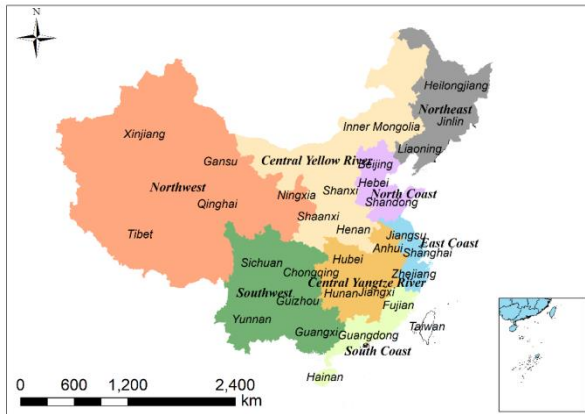 N
Heilongjiang
Northeast
Jinlin
Liaoning
Inner Mongolia
Xinjiang
Gansu
Central Yellow River
Beijing
Hebei
Northwest
Ningxia
Shanxi
North Coast
Qinghai
Shandong
Shaanxi
Henan
Jiangsu
Tibet
Anhui
East Coast
Shanghai
Sichuan
Hubei
Chongqing
Zhejiang
Central Yangtze River
Southwest
Guizhou
Hunan
Jiangxi
Fujian
Yunnan
Guangxi
Guangdong
Taiwan
South Coast
Hainan
0 600 1,200 2,400
km